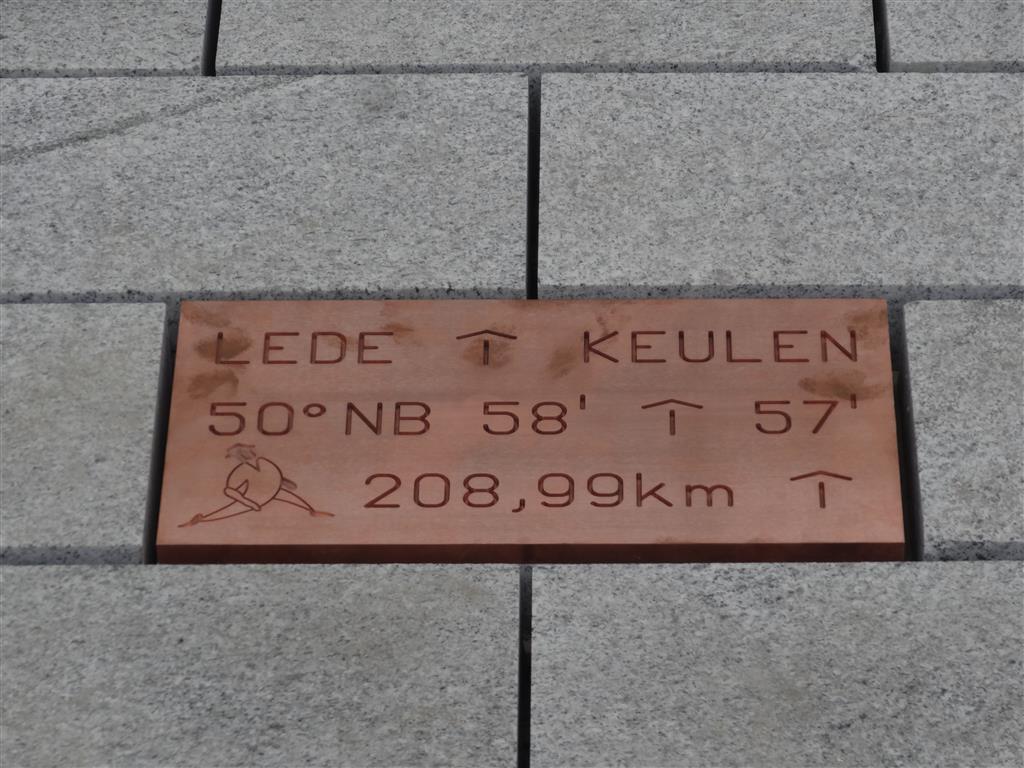 LEDE ↑ KEULEN
50° NB 58' ↑ 57'
208,99km ↑